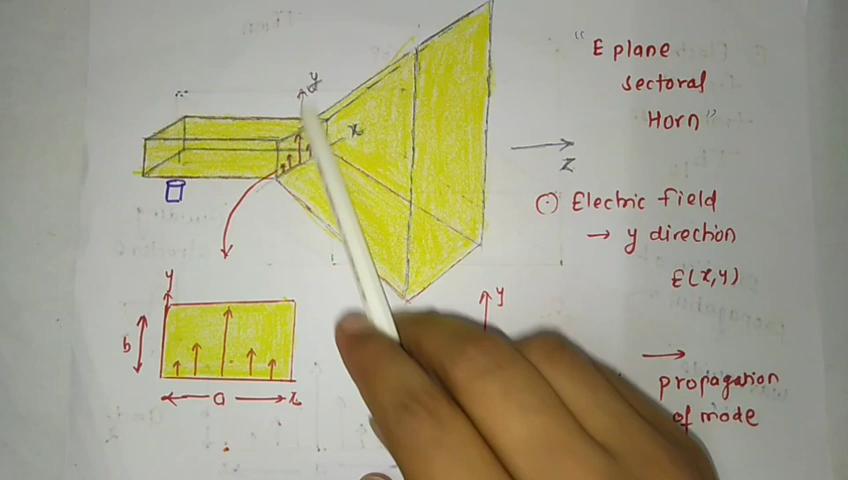 "E plane
sectoral
Horn"
y
x
z
Electric field
→ y direction
E(x,y)
y
y
b
a
x
propagation
of mode